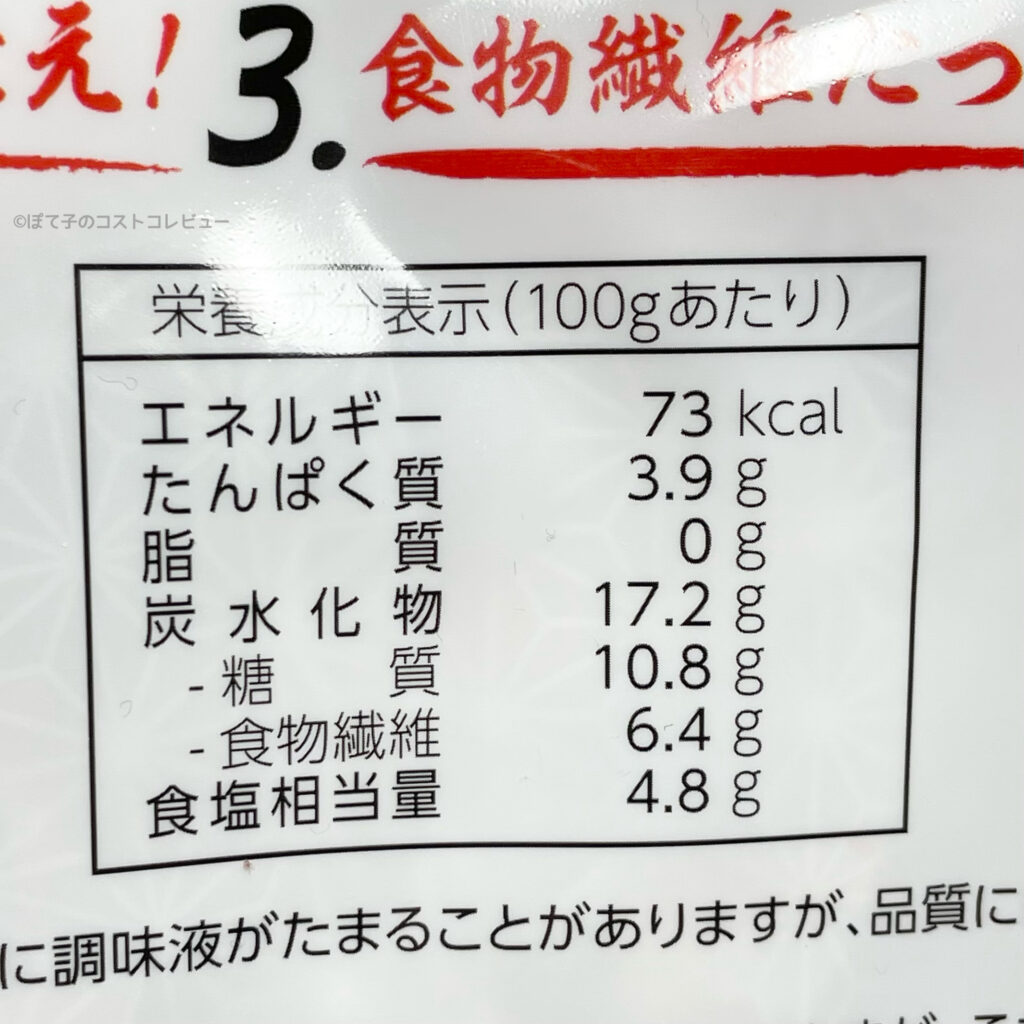 え! 3. 食物繊維たっ
©ぽて子のコストコレビュー
栄養成分表示(100gあたり)
エネルギー 73 kcal
たんぱく質 3.9 g
脂質 0 g
炭水化物 17.2 g
-糖質 10.8 g
-食物繊維 6.4 g
食塩相当量 4.8 g
に調味液がたまることがありますが、品質に